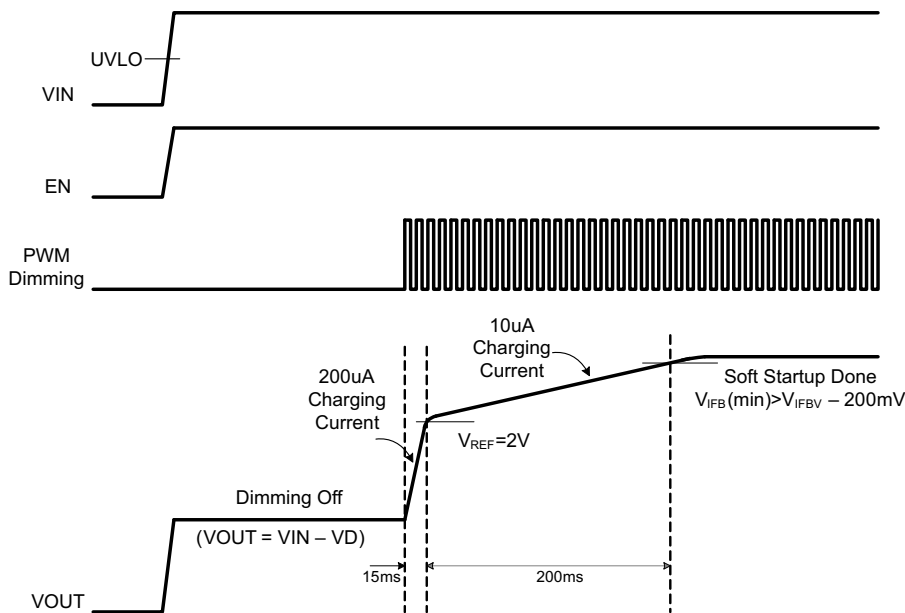 UVLO
VIN
EN
PWM
Dimming
10uA
Charging
Current
200uA
Charging
Current
Soft Startup Done
VIFB(min)>VIFBV – 200mV
VREF=2V
Dimming Off
(VOUT = VIN – VD)
15ms
200ms
VOUT